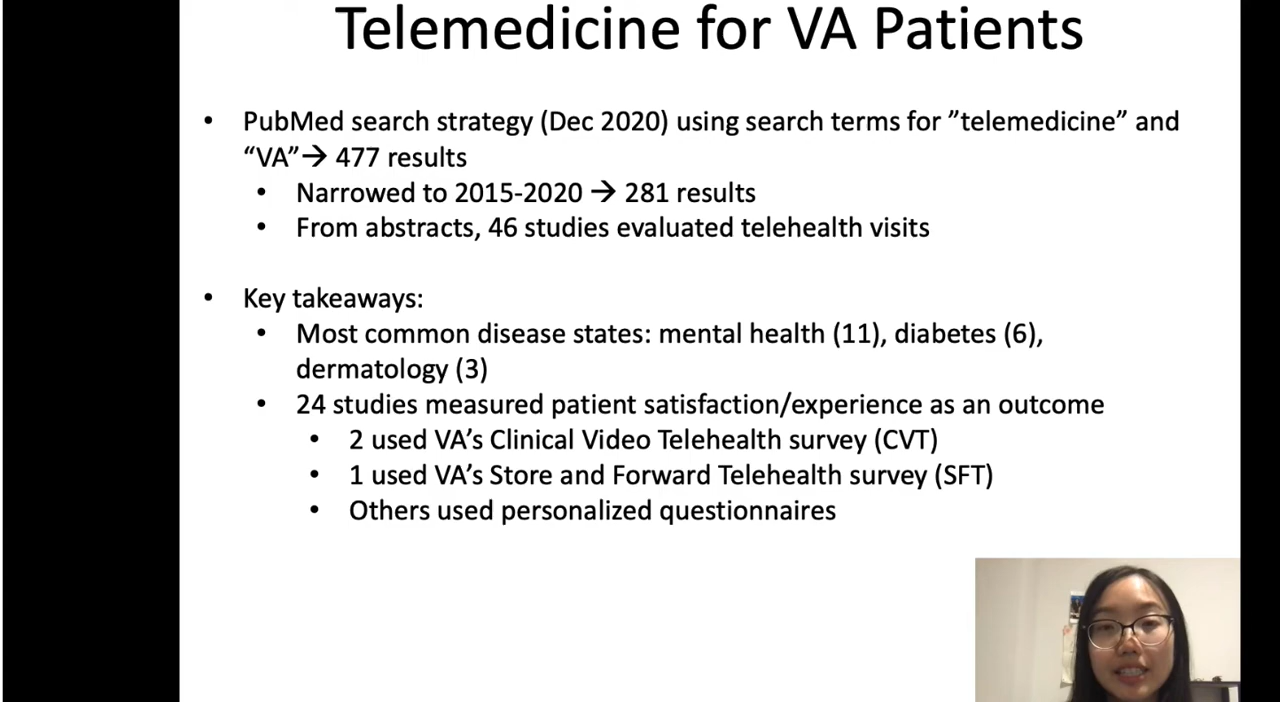 Telemedicine for VA Patients
• PubMed search strategy (Dec 2020) using search terms for ”telemedicine” and
“VA”→ 477 results
• Narrowed to 2015-2020 → 281 results
• From abstracts, 46 studies evaluated telehealth visits
• Key takeaways:
• Most common disease states: mental health (11), diabetes (6),
dermatology (3)
• 24 studies measured patient satisfaction/experience as an outcome
• 2 used VA’s Clinical Video Telehealth survey (CVT)
• 1 used VA’s Store and Forward Telehealth survey (SFT)
• Others used personalized questionnaires